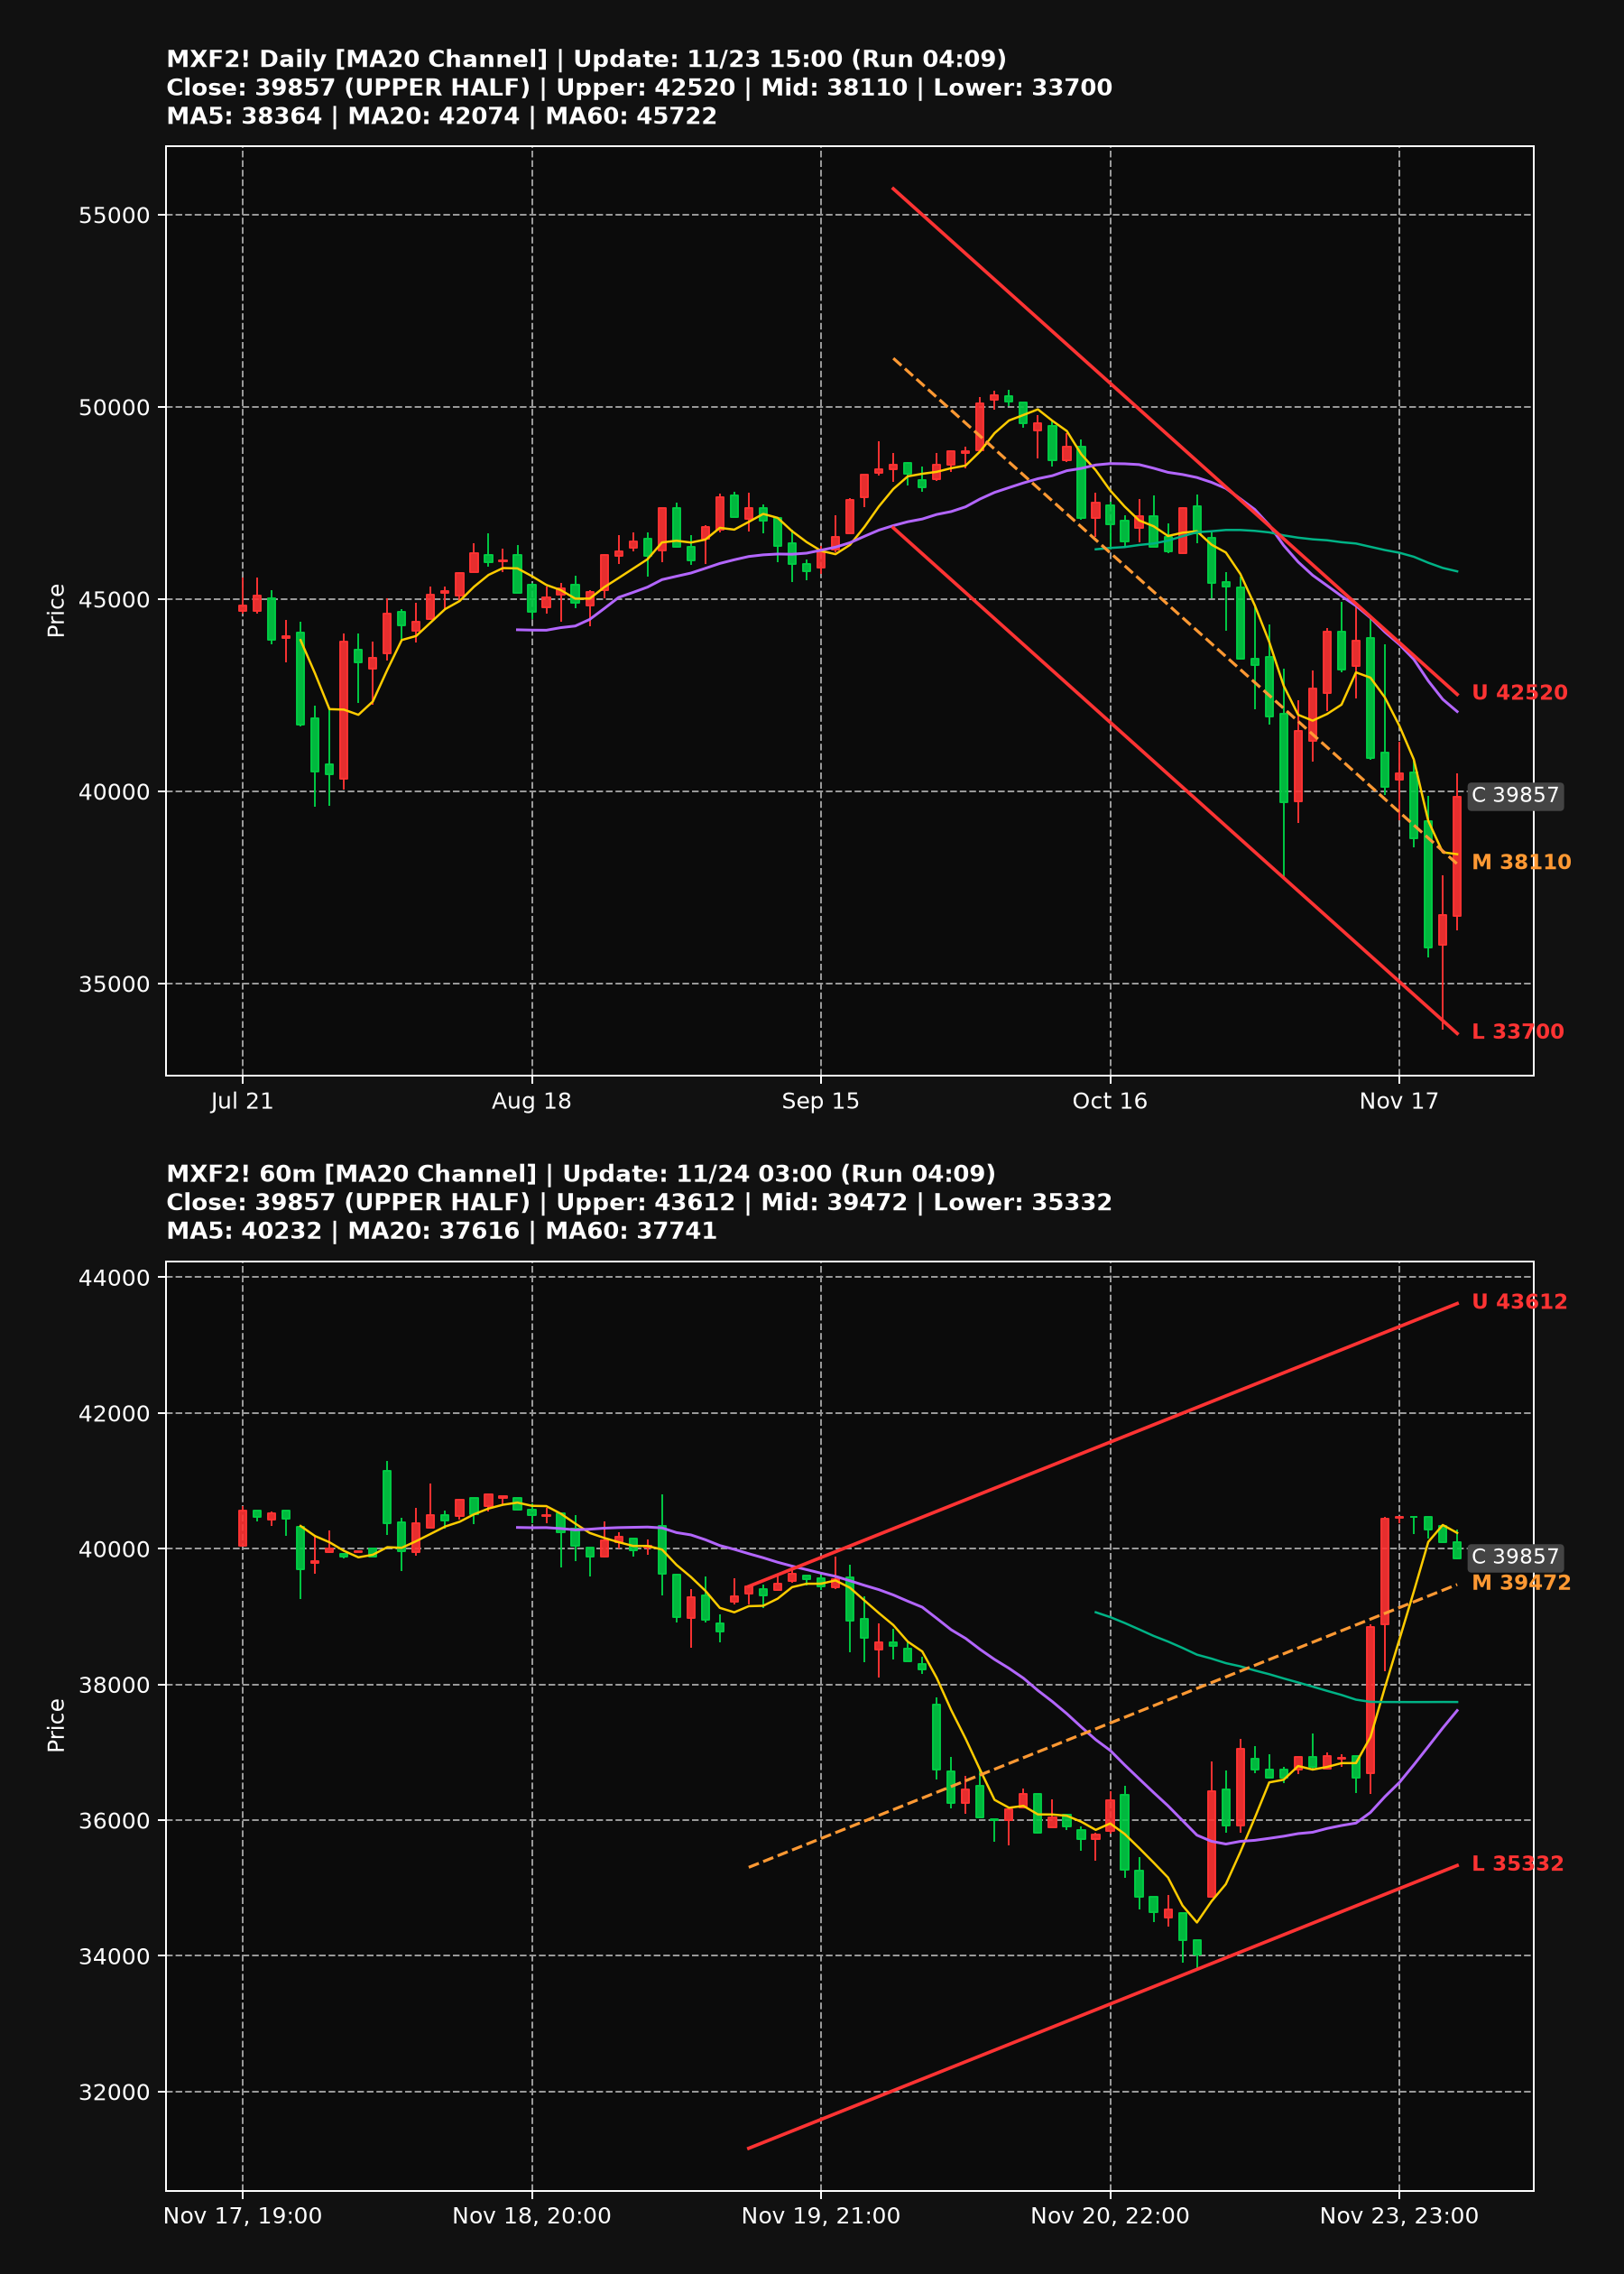 MXF2! Daily [MA20 Channel] | Update: 11/23 15:00 (Run 04:09)
Close: 39857 (UPPER HALF) | Upper: 42520 | Mid: 38110 | Lower: 33700
MA5: 38364 | MA20: 42074 | MA60: 45722
55000
50000
45000
40000
35000
Price
U 42520
C 39857
M 38110
L 33700
Jul 21
Aug 18
Sep 15
Oct 16
Nov 17
MXF2! 60m [MA20 Channel] | Update: 11/24 03:00 (Run 04:09)
Close: 39857 (UPPER HALF) | Upper: 43612 | Mid: 39472 | Lower: 35332
MA5: 40232 | MA20: 37616 | MA60: 37741
44000
42000
40000
38000
36000
34000
32000
Price
U 43612
C 39857
M 39472
L 35332
Nov 17, 19:00
Nov 18, 20:00
Nov 19, 21:00
Nov 20, 22:00
Nov 23, 23:00